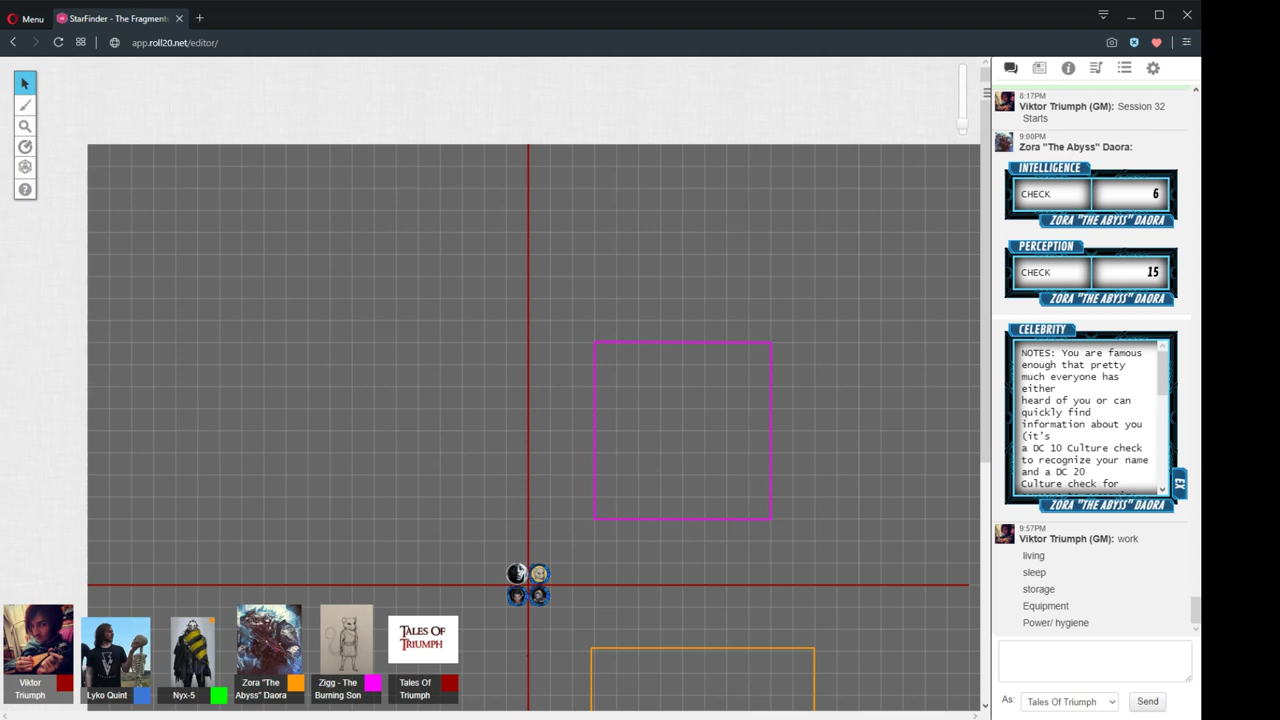 Menu
StarFinder - The Fragment
app.roll20.net/editor/
8:17PM
Viktor Triumph (GM): Session 32
Starts
9:00PM
Zora "The Abyss" Daora:
INTELLIGENCE
CHECK 6
ZORA "THE ABYSS" DAORA
PERCEPTION
CHECK 15
ZORA "THE ABYSS" DAORA
CELEBRITY
NOTES: You are famous
enough that pretty
much everyone has
either
heard of you or can
quickly find
information about you
(it's
a DC 10 Culture check
to recognize your name
and a DC 20
Culture check for
EX
ZORA "THE ABYSS" DAORA
9:57PM
Viktor Triumph (GM): work
living
sleep
storage
Equipment
Power/ hygiene
As: Tales Of Triumph
Send
Viktor
Triumph
Lyko Quint
Nyx-5
Zora "The
Abyss" Daora
Zigg - The
Burning Son
TALES OF
TRIUMPH
Tales Of
Triumph